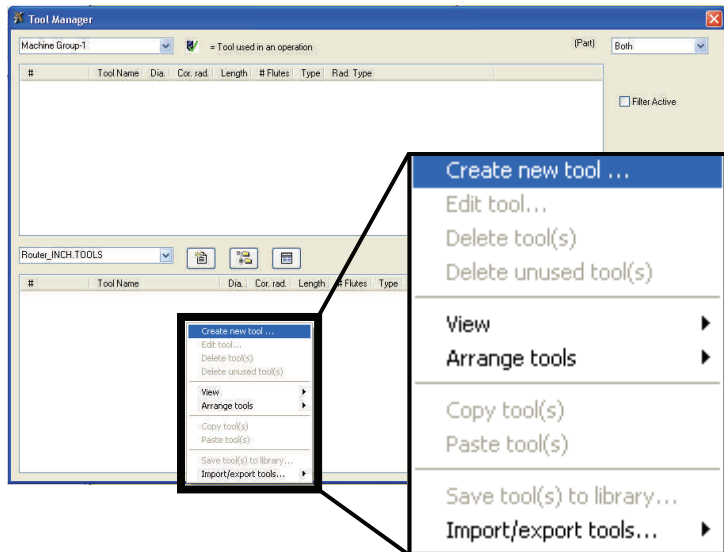 Tool Manager
Machine Group-1
= Tool used in an operation
(Part)
Both
# Tool Name Dia. Cor. rad. Length # Flutes Type Rad. Type
Filter Active
Router_INCH.TOOLS
# Tool Name Dia. Cor. rad. Length # Flutes Type
Create new tool ...
Edit tool...
Delete tool(s)
Delete unused tool(s)
View
Arrange tools
Copy tool(s)
Paste tool(s)
Save tool(s) to library...
Import/export tools...
Create new tool ...
Edit tool...
Delete tool(s)
Delete unused tool(s)
View
Arrange tools
Copy tool(s)
Paste tool(s)
Save tool(s) to library...
Import/export tools...